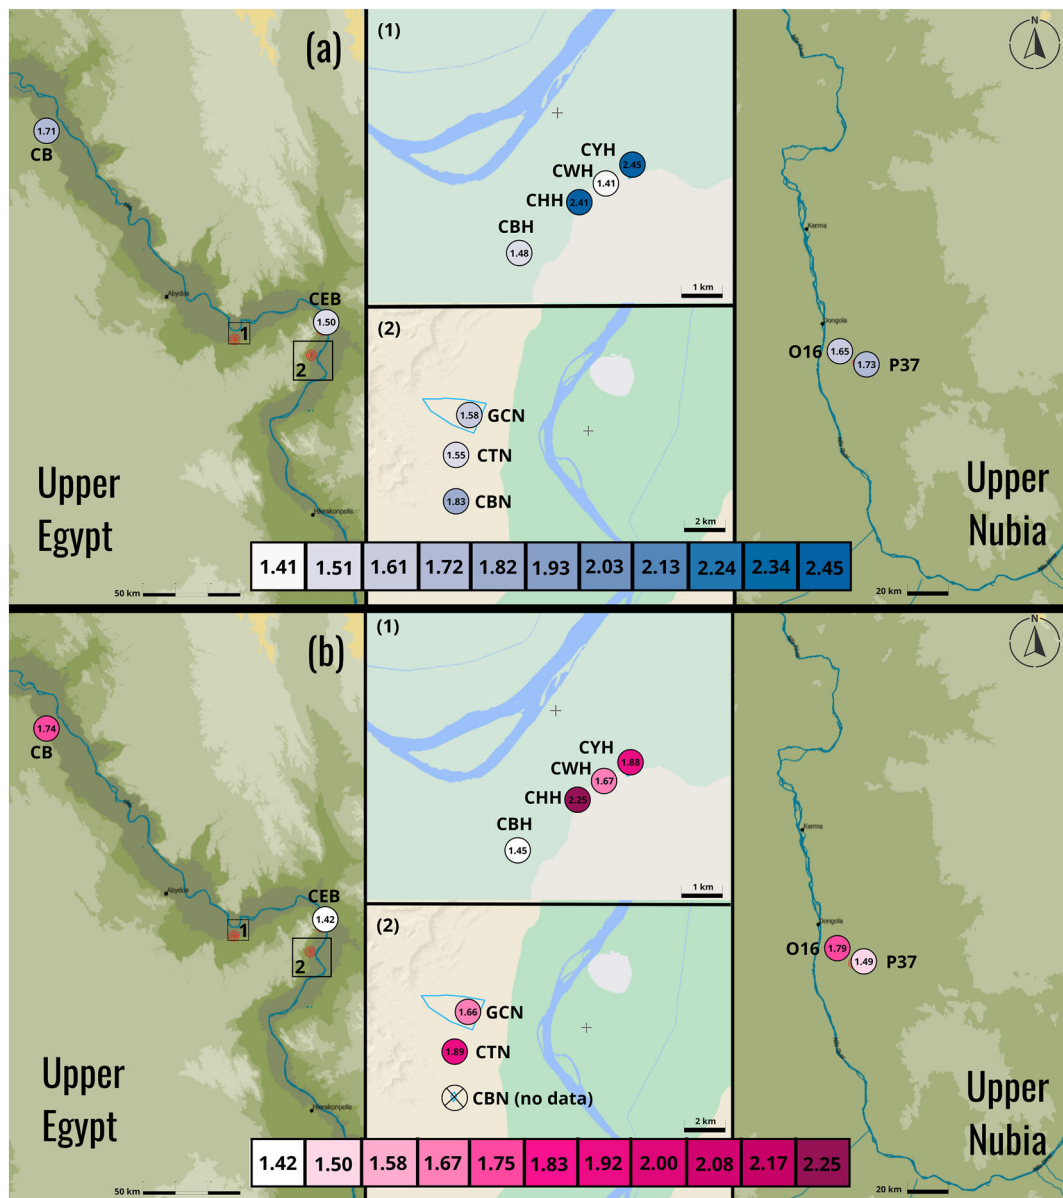 (a)
1.71
CB
Abydos
CEB
1.50
1
2
Upper
Egypt
Hierakonpolis
50 km
(1)
CYH
2.45
CWH
1.41
CHH
2.41
CBH
1.48
1 km
(2)
1.58
GCN
1.55
CTN
1.83
CBN
2 km
N
Kerma
Dongola
O16
1.65
1.73
P37
Upper
Nubia
20 km
1.41 1.51 1.61 1.72 1.82 1.93 2.03 2.13 2.24 2.34 2.45
(b)
1.74
CB
Abydos
CEB
1.42
1
2
Upper
Egypt
Hierakonpolis
50 km
(1)
CYH
1.88
CWH
1.67
CHH
2.25
CBH
1.45
1 km
(2)
1.66
GCN
1.89
CTN
CBN (no data)
2 km
N
Kerma
Dongola
O16
1.79
1.49
P37
Upper
Nubia
20 km
1.42 1.50 1.58 1.67 1.75 1.83 1.92 2.00 2.08 2.17 2.25